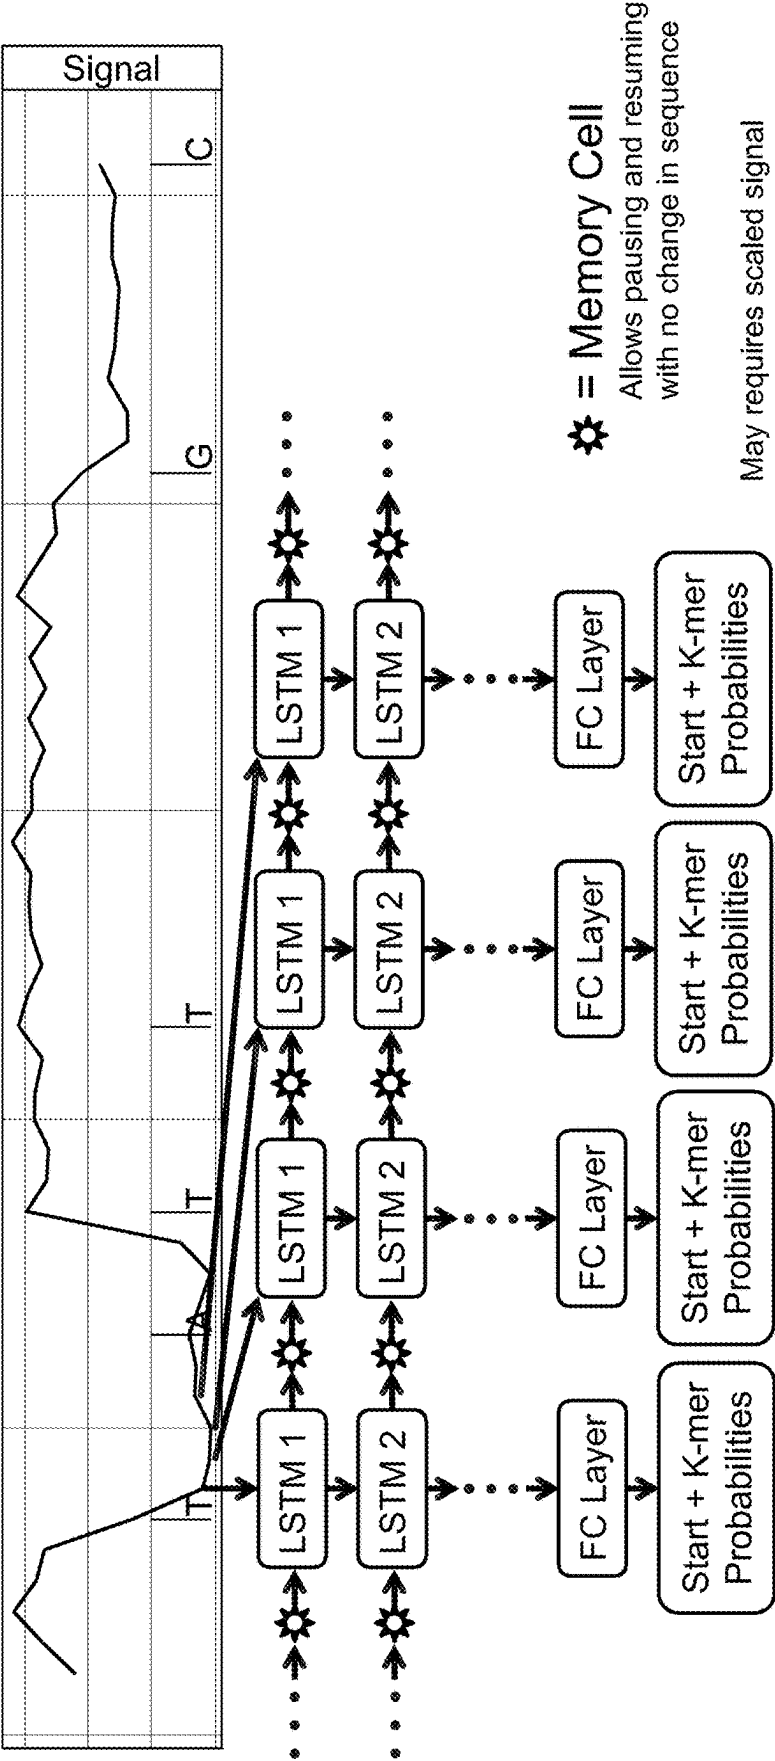 Signal
T
A
T
T
G
C
LSTM 1
LSTM 1
LSTM 1
LSTM 1
LSTM 2
LSTM 2
LSTM 2
LSTM 2
FC Layer
FC Layer
FC Layer
FC Layer
Start + K-mer
Probabilities
Start + K-mer
Probabilities
Start + K-mer
Probabilities
Start + K-mer
Probabilities
= Memory Cell
Allows pausing and resuming
with no change in sequence
May requires scaled signal